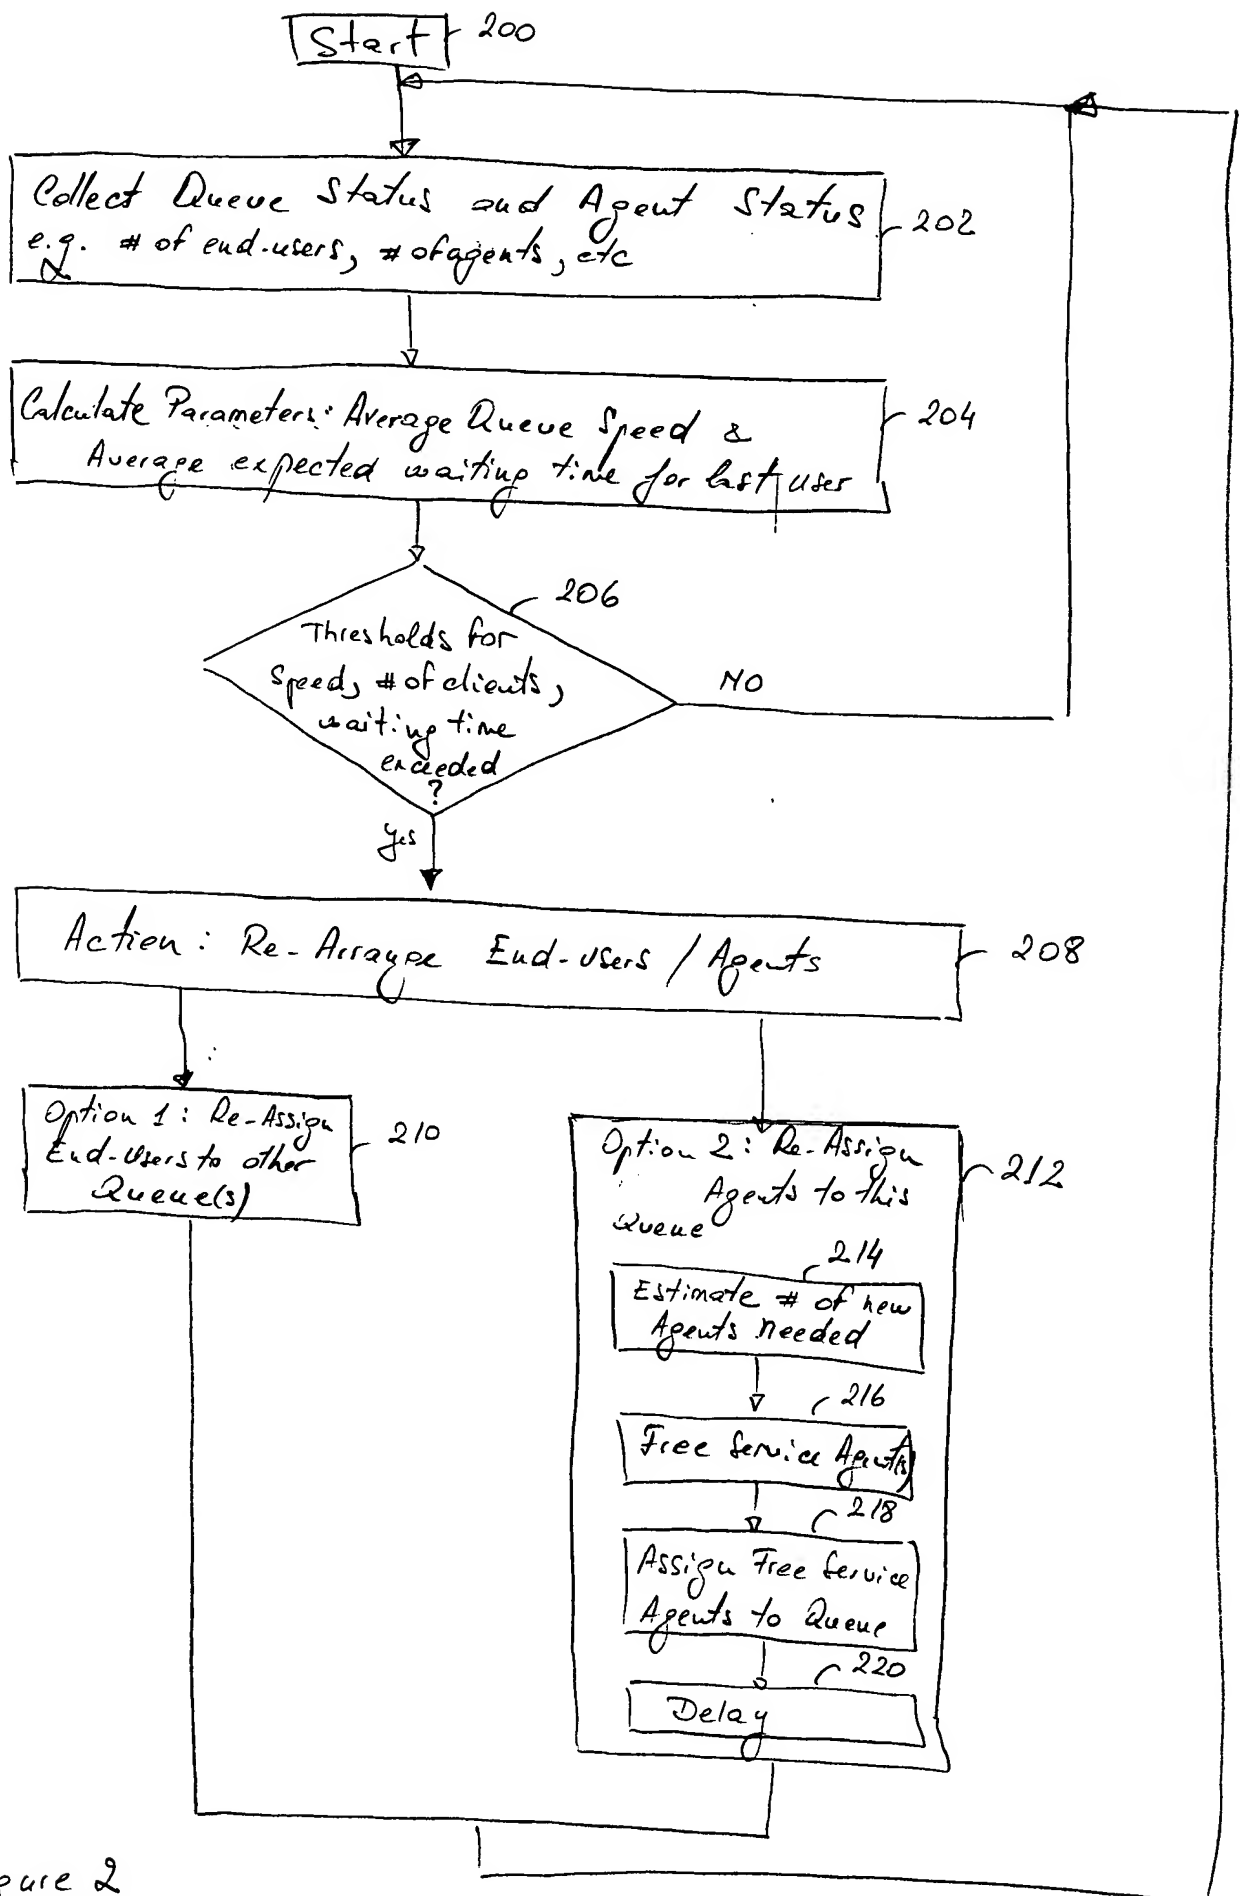 Start
200
Collect Queue Status and Agent Status
202
e.g. # of end-users, # of agents, etc
Calculate Parameters: Average Queue Speed &
204
Average expected waiting time for last user
206
Thresholds for
Speed, # of clients,
NO
waiting time
exceeded
?
Yes
Action: Re-Arrange End-Users / Agents
208
Option 1: Re-Assign
End-Users to other
Queue(s)
210
Option 2: Re-Assign
Agents to this
Queue
212
214
Estimate # of new
Agents needed
216
Free Service Agent(s)
218
Assign Free Service
Agents to Queue
220
Delay
gure 2